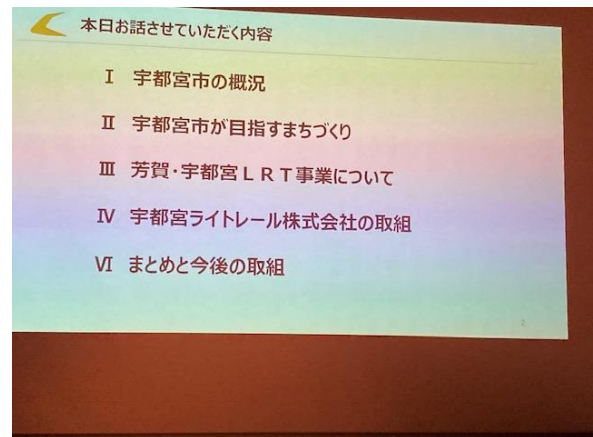 本日お話させていただく内容
Ⅰ 宇都宮市の概況
Ⅱ 宇都宮市が目指すまちづくり
Ⅲ 芳賀・宇都宮ＬＲＴ事業について
Ⅳ 宇都宮ライトレール株式会社の取組
Ⅵ まとめと今後の取組
2